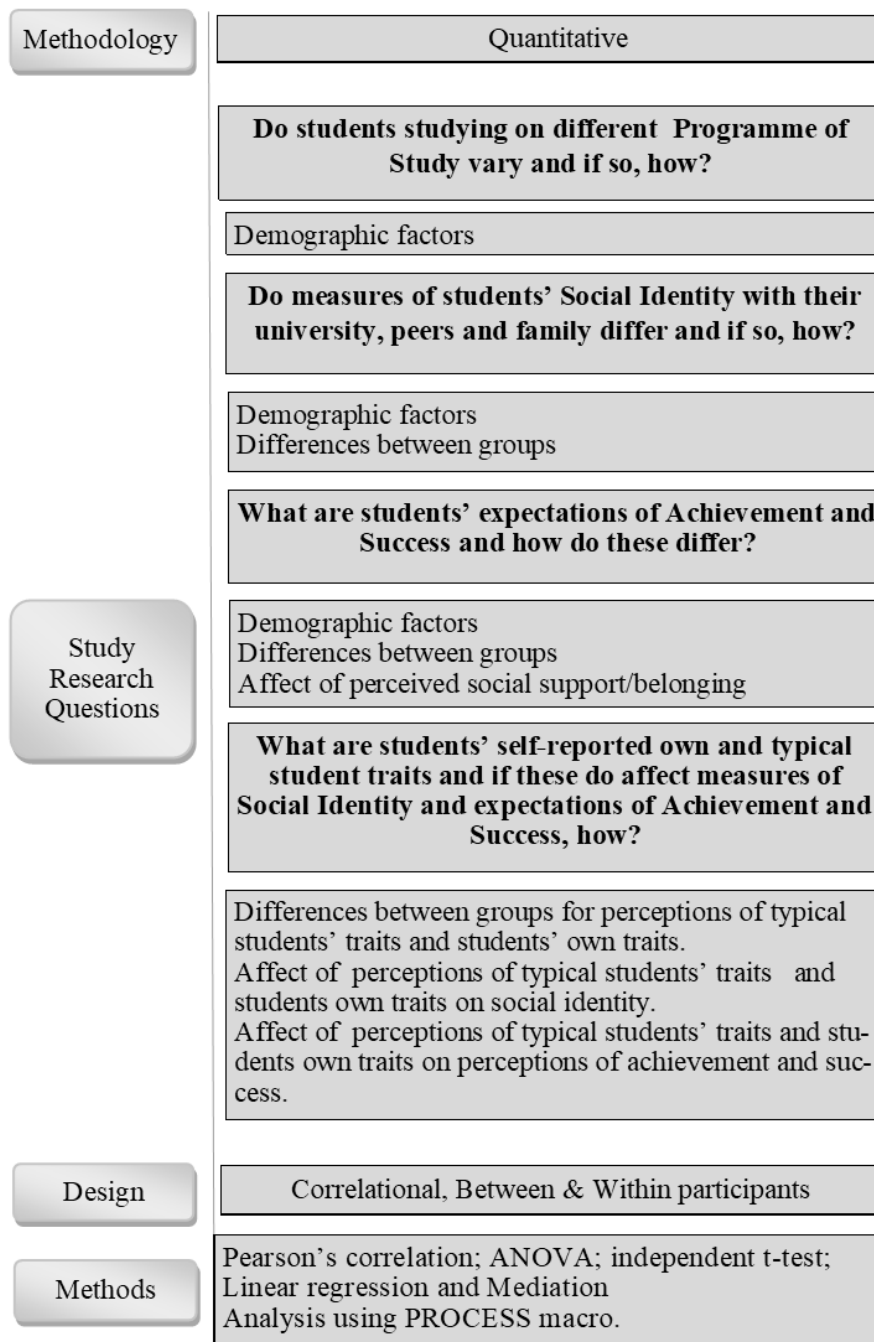 Methodology
Quantitative
Do students studying on different Programme of
Study vary and if so, how?
Demographic factors
Do measures of students’ Social Identity with their
university, peers and family differ and if so, how?
Demographic factors
Differences between groups
What are students’ expectations of Achievement and
Success and how do these differ?
Study
Research
Questions
Demographic factors
Differences between groups
Affect of perceived social support/belonging
What are students’ self-reported own and typical
student traits and if these do affect measures of
Social Identity and expectations of Achievement and
Success, how?
Differences between groups for perceptions of typical
students’ traits and students’ own traits.
Affect of perceptions of typical students’ traits and
students own traits on social identity.
Affect of perceptions of typical students’ traits and stu-
dents own traits on perceptions of achievement and suc-
cess.
Design
Correlational, Between & Within participants
Methods
Pearson’s correlation; ANOVA; independent t-test;
Linear regression and Mediation
Analysis using PROCESS macro.